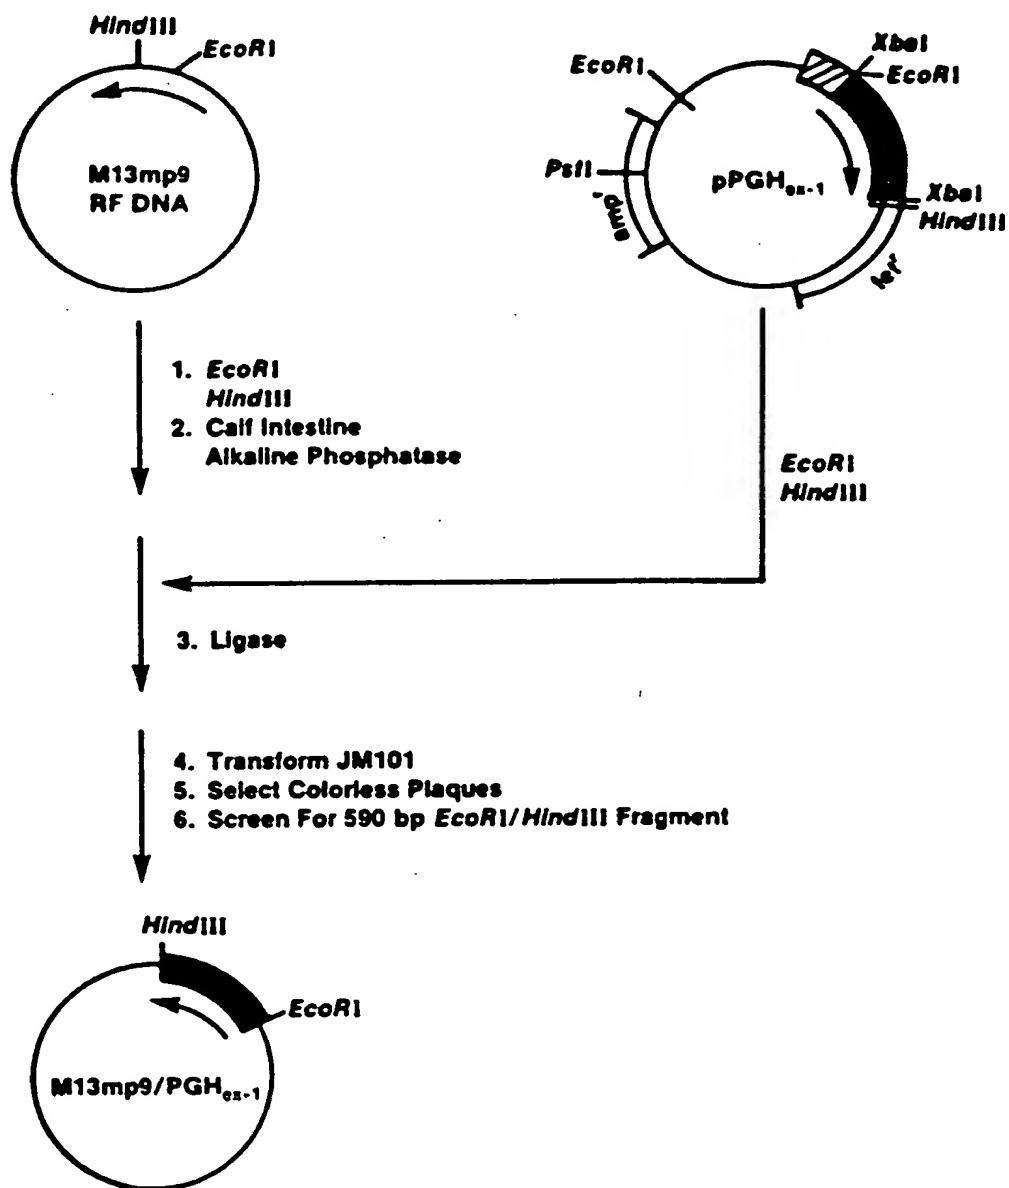 HindIII
EcoRI
M13mp9
RF DNA
EcoRI
XbaI
EcoRI
PstI
ampr
pPGHex-1
XbaI
HindIII
tetr
1. EcoRI
HindIII
2. Calf Intestine
Alkaline Phosphatase
EcoRI
HindIII
3. Ligase
4. Transform JM101
5. Select Colorless Plaques
6. Screen For 590 bp EcoRI/HindIII Fragment
HindIII
EcoRI
M13mp9/PGHex-1